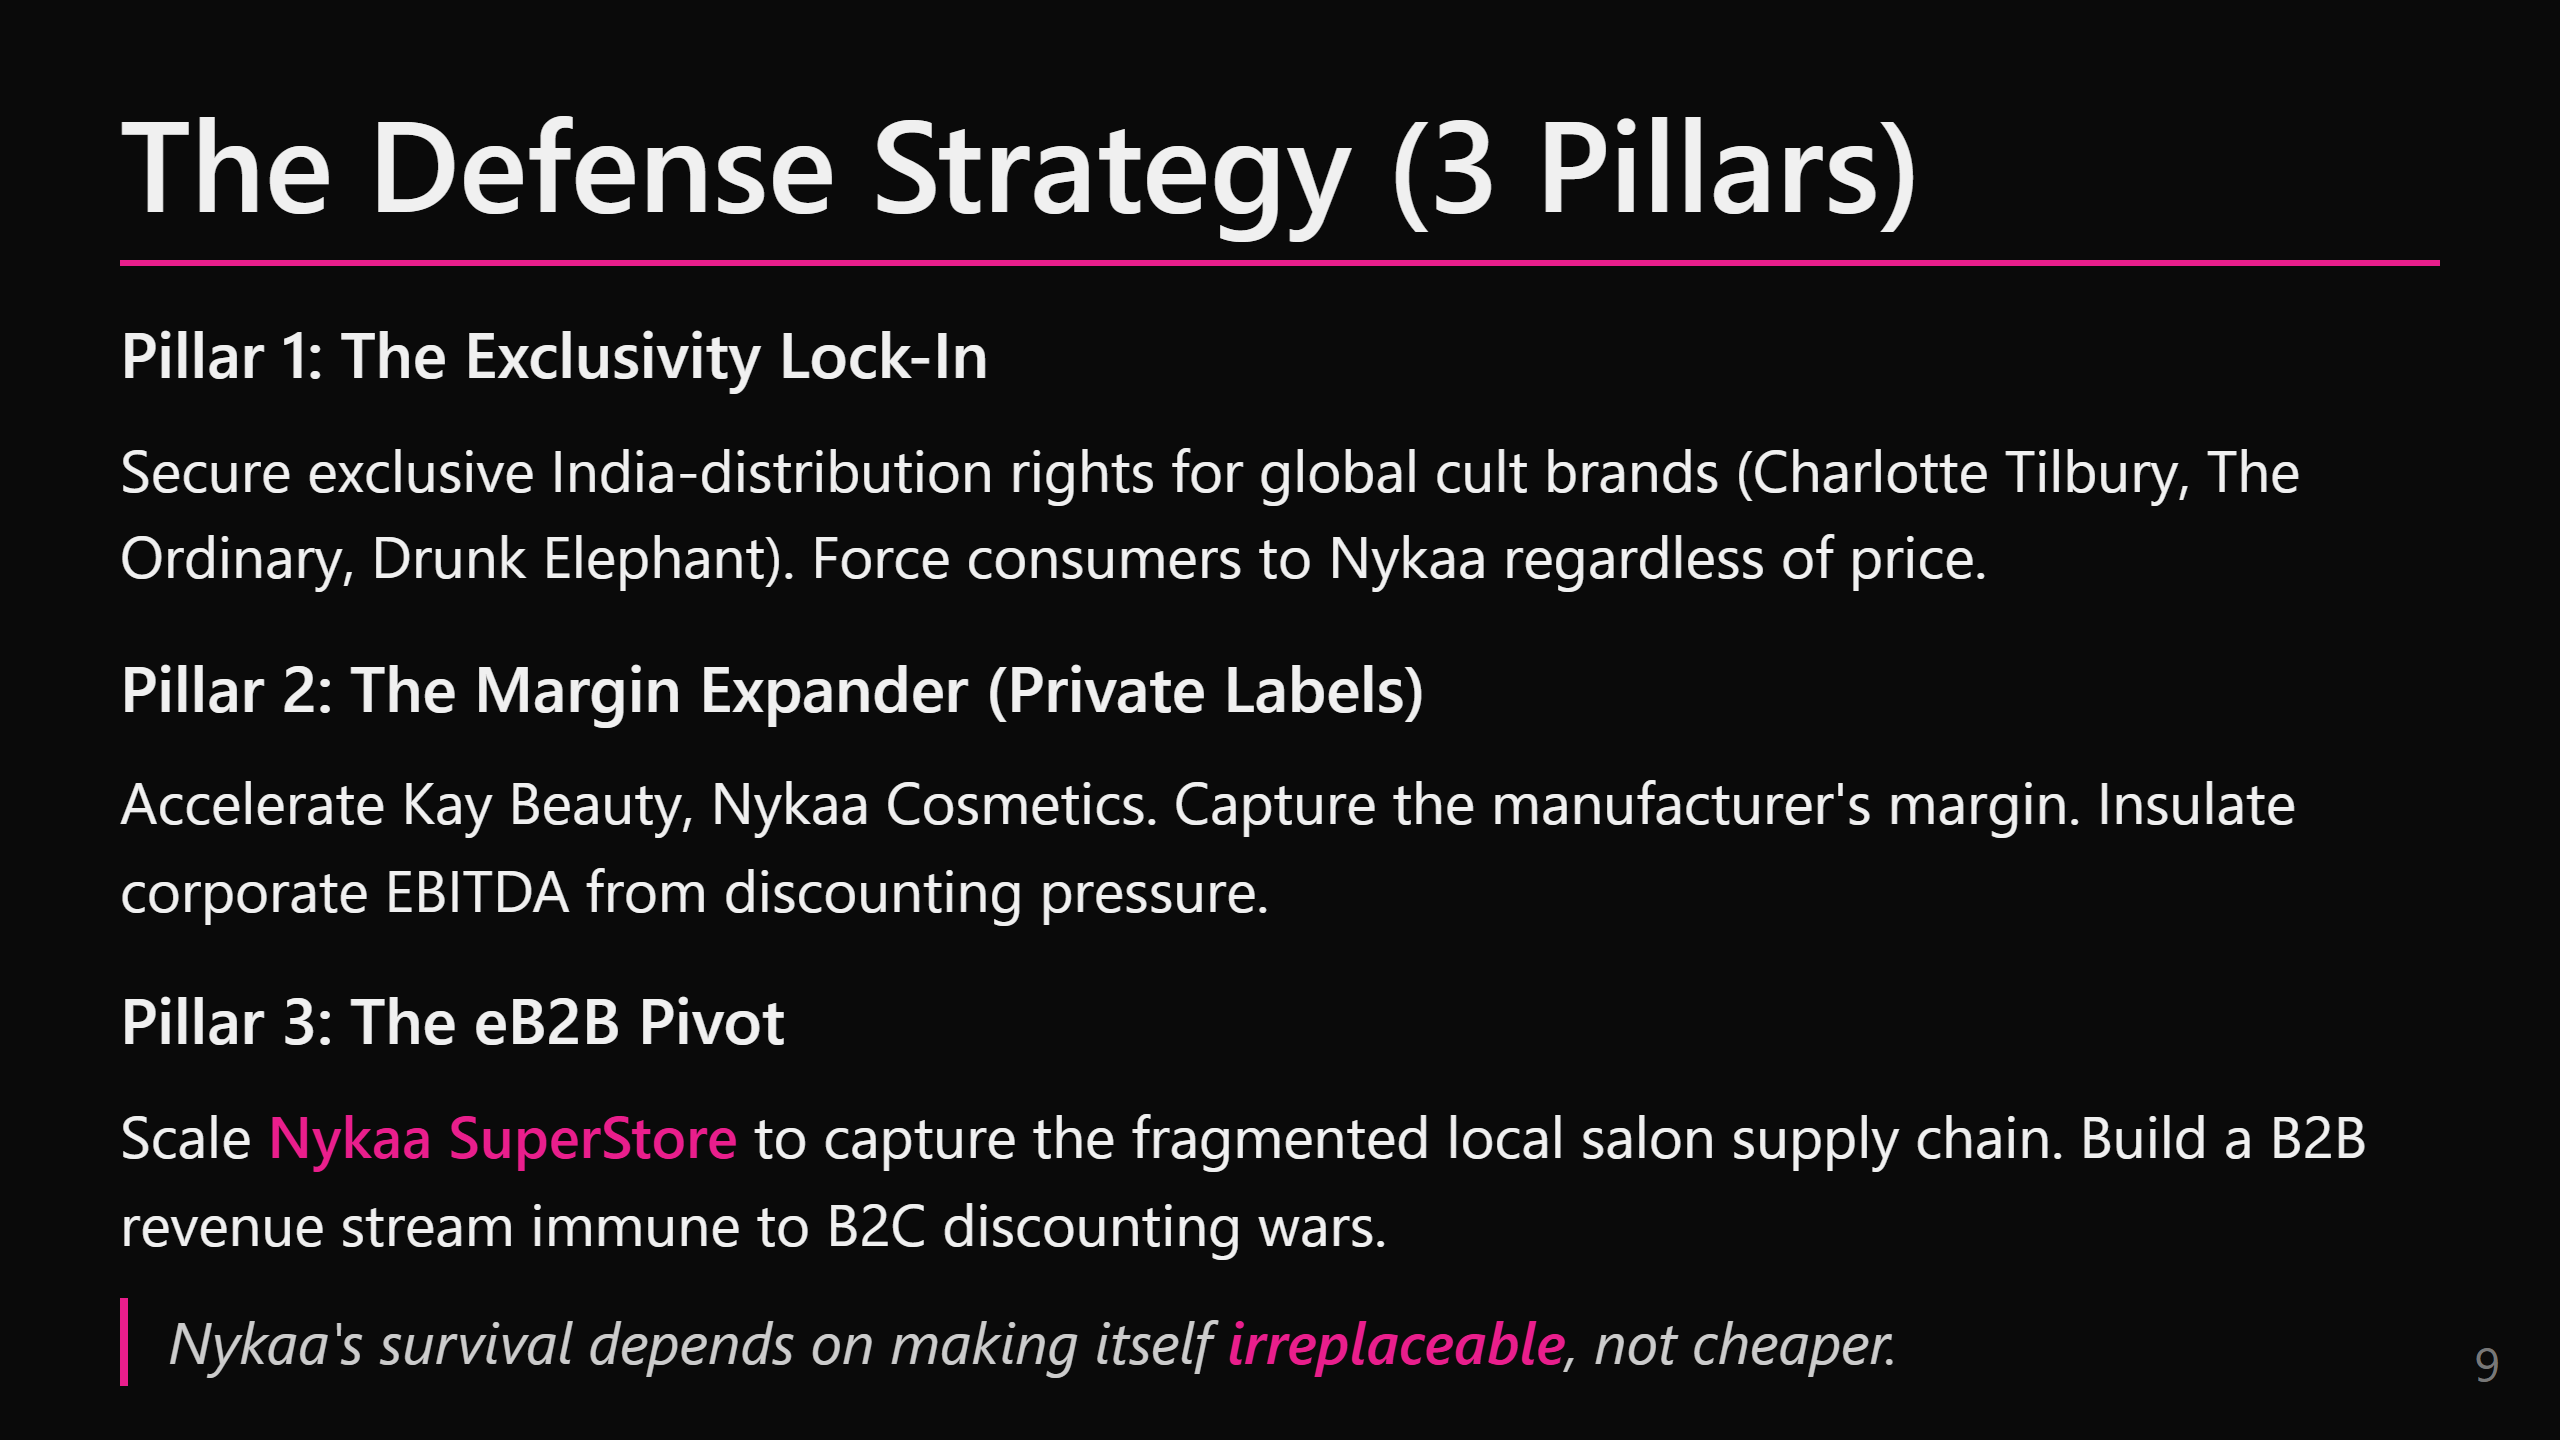 The Defense Strategy (3 Pillars)
Pillar 1: The Exclusivity Lock-In
Secure exclusive India-distribution rights for global cult brands (Charlotte Tilbury, The
Ordinary, Drunk Elephant). Force consumers to Nykaa regardless of price.
Pillar 2: The Margin Expander (Private Labels)
Accelerate Kay Beauty, Nykaa Cosmetics. Capture the manufacturer's margin. Insulate
corporate EBITDA from discounting pressure.
Pillar 3: The eB2B Pivot
Scale Nykaa SuperStore to capture the fragmented local salon supply chain. Build a B2B
revenue stream immune to B2C discounting wars.
Nykaa's survival depends on making itself irreplaceable, not cheaper.
9